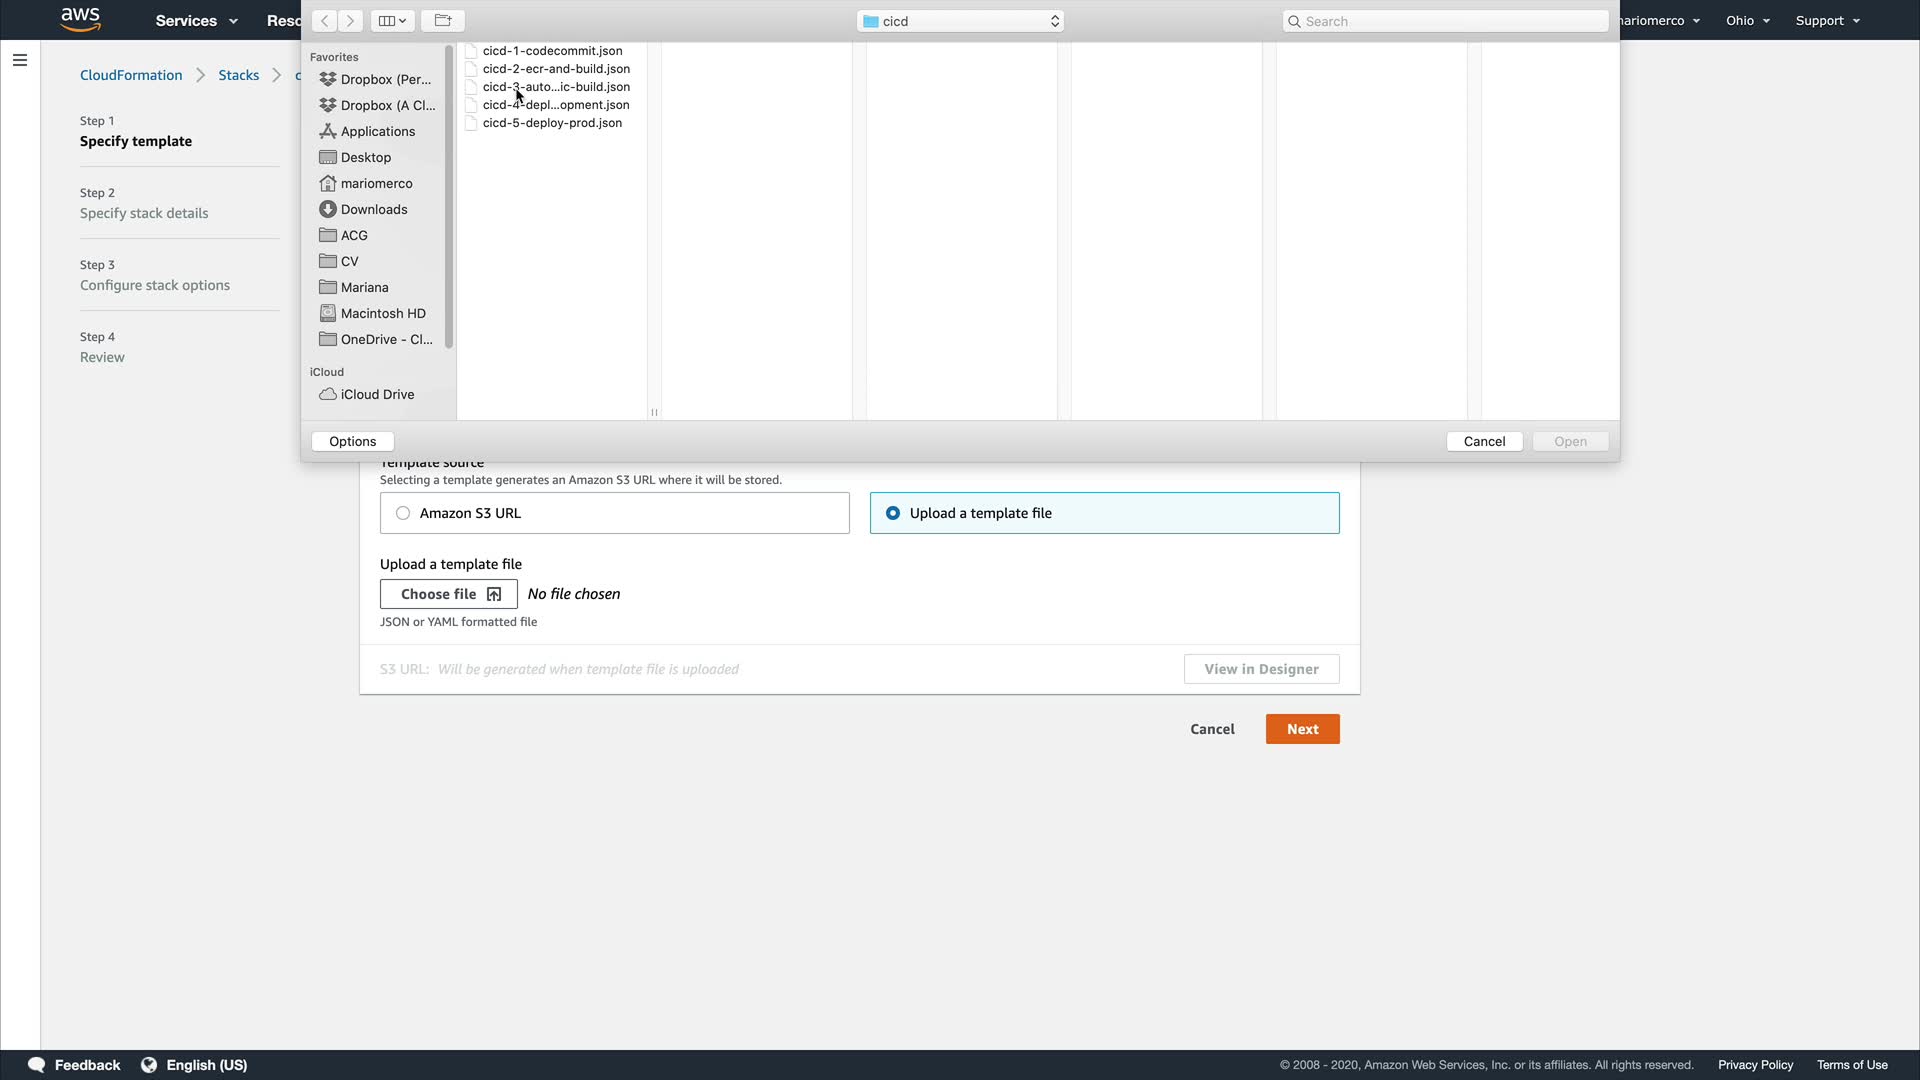 aws
Services
Resc
cicd
Search
mariomerco
Ohio
Support
CloudFormation
Stacks
c
Step 1
Specify template
Step 2
Specify stack details
Step 3
Configure stack options
Step 4
Review
Favorites
Dropbox (Per...
Dropbox (A Cl...
Applications
Desktop
mariomerco
Downloads
ACG
CV
Mariana
Macintosh HD
OneDrive - Cl...
iCloud
iCloud Drive
cicd-1-codecommit.json
cicd-2-ecr-and-build.json
cicd-3-auto...ic-build.json
cicd-4-depl...opment.json
cicd-5-deploy-prod.json
Options
Cancel
Open
Template source
Selecting a template generates an Amazon S3 URL where it will be stored.
Amazon S3 URL
Upload a template file
Upload a template file
Choose file
No file chosen
JSON or YAML formatted file
S3 URL: Will be generated when template file is uploaded
View in Designer
Cancel
Next
Feedback
English (US)
© 2008 - 2020, Amazon Web Services, Inc. or its affiliates. All rights reserved.
Privacy Policy
Terms of Use